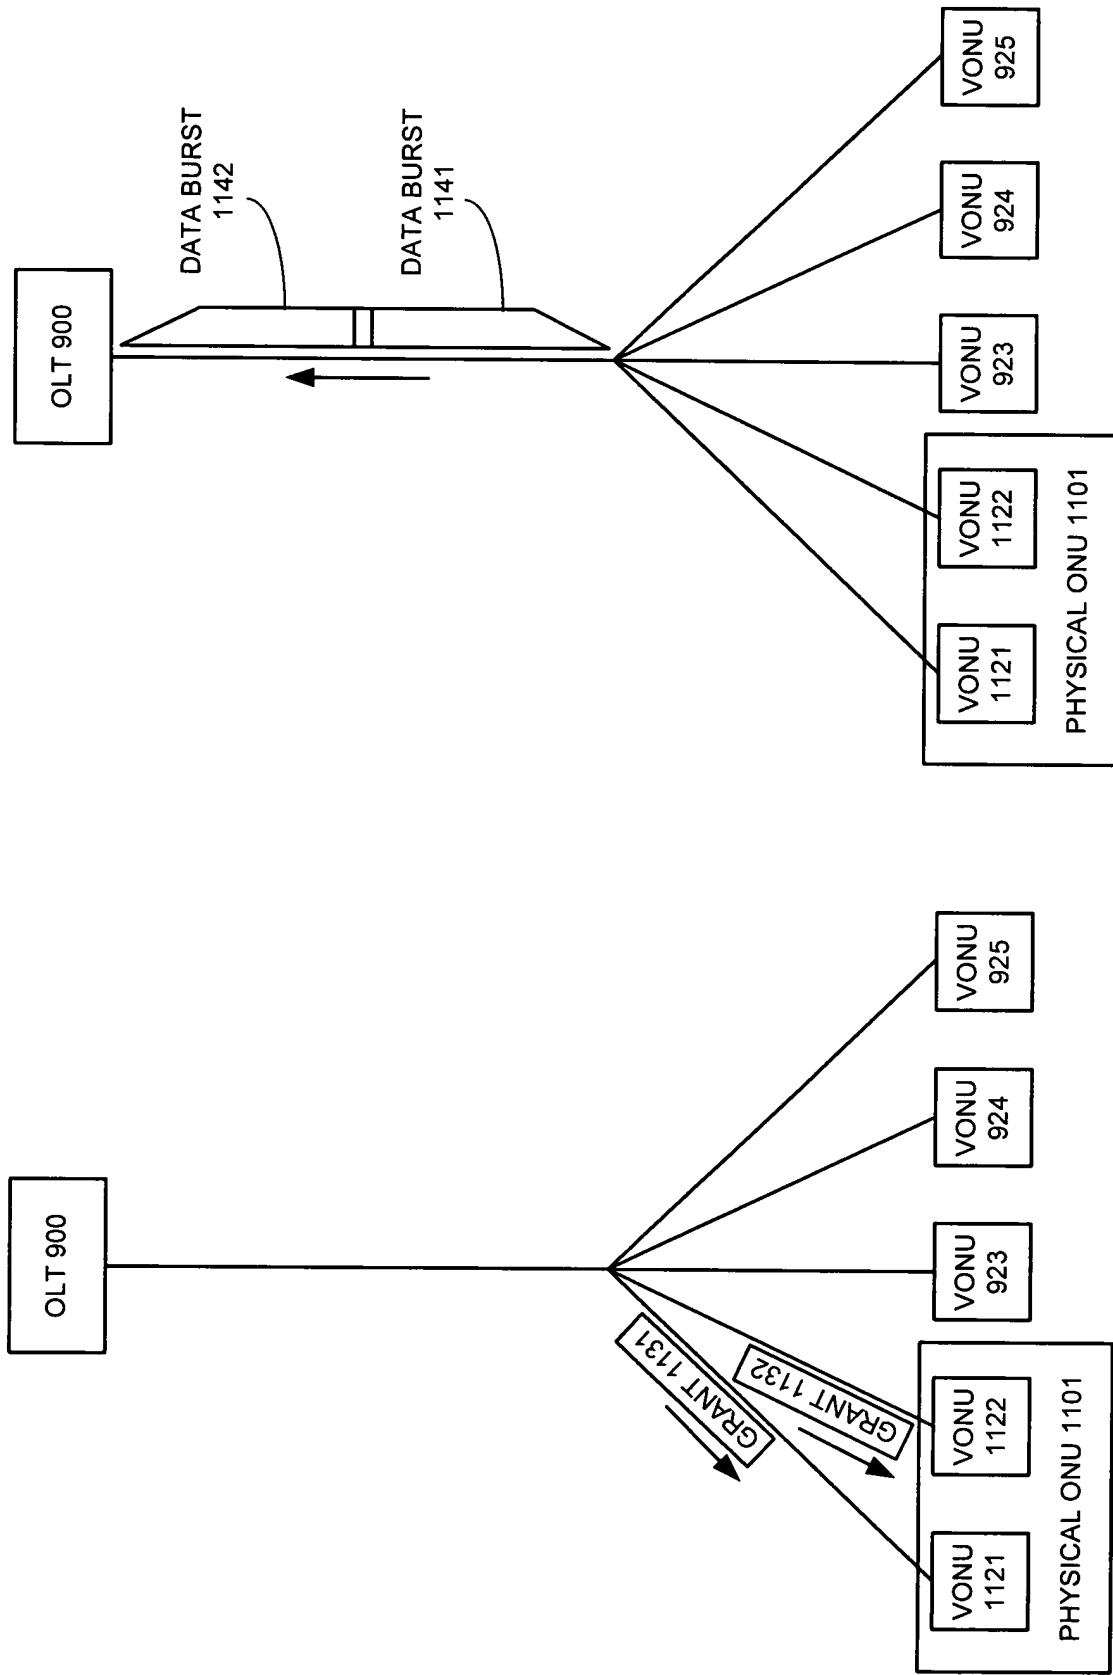 OLT 900
GRANT 1131
GRANT 1132
VONU
1121
VONU
1122
VONU
923
VONU
924
VONU
925
PHYSICAL ONU 1101
OLT 900
DATA BURST
1142
DATA BURST
1141
VONU
1121
VONU
1122
VONU
923
VONU
924
VONU
925
PHYSICAL ONU 1101